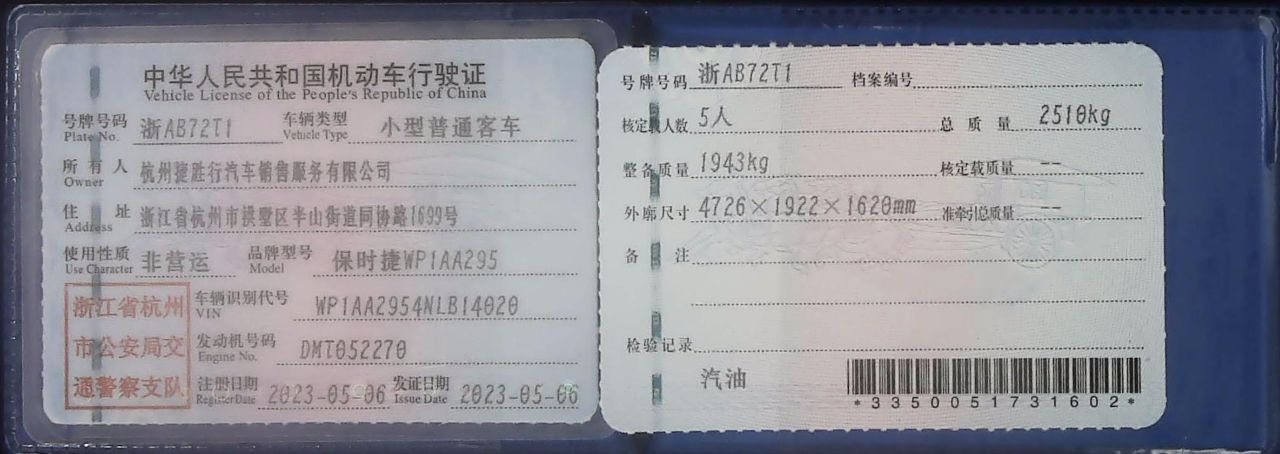 中华人民共和国机动车行驶证
Vehicle License of the People's Republic of China
号牌号码 浙AB72T1 车辆类型 小型普通客车
Plate No. Vehicle Type
所有人 杭州捷胜行汽车销售服务有限公司
Owner
住址 浙江省杭州市拱墅区半山街道同协路1699号
Address
使用性质 非营运 品牌型号 保时捷WP1AA295
Use Character Model
浙江省杭州
市公安局交
通警察支队
车辆识别代号 WP1AA2954NLB14020
VIN
发动机号码 DMT052270
Engine No.
注册日期 2023-05-06 发证日期 2023-05-06
Register Date Issue Date
号牌号码 浙AB72T1 档案编号
核定载人数 5人 总质量 2510kg
整备质量 1943kg 核定载质量 --
外廓尺寸 4726×1922×1620mm 准牵引总质量 --
备注
检验记录
汽油
*3350051731602*